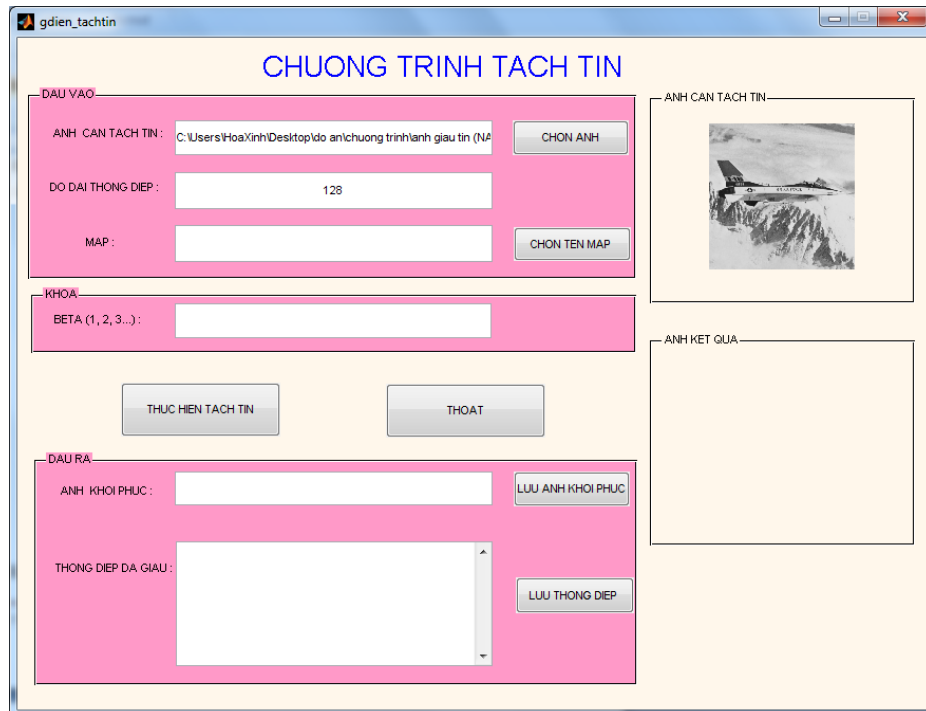 gdien_tachtin
CHUONG TRINH TACH TIN
DAU VAO
ANH CAN TACH TIN :
C:\Users\HoaXinh\Desktop\do an\chuong trinh\anh giau tin (NA
CHON ANH
DO DAI THONG DIEP :
128
MAP :
CHON TEN MAP
KHOA
BETA (1, 2, 3...) :
THUC HIEN TACH TIN
THOAT
DAU RA
ANH KHOI PHUC :
LUU ANH KHOI PHUC
THONG DIEP DA GIAU :
LUU THONG DIEP
ANH CAN TACH TIN
ANH KET QUA